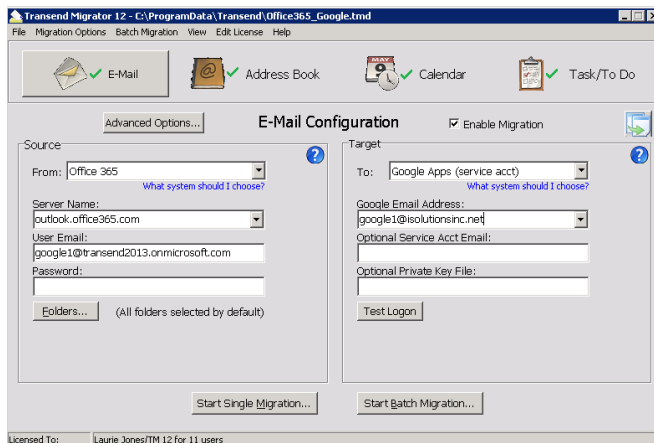 Transend Migrator 12 - C:\ProgramData\Transend\Office365_Google.tmd
File Migration Options Batch Migration View Edit License Help
E-Mail
Address Book
MAY
Calendar
Task/To Do
Advanced Options...
E-Mail Configuration
Enable Migration
Source
From: Office 365
What system should I choose?
Server Name:
outlook.office365.com
User Email:
google1@transend2013.onmicrosoft.com
Password:
Folders... (All folders selected by default)
Target
To: Google Apps (service acct)
What system should I choose?
Google Email Address:
google1@isolutionsinc.net
Optional Service Acct Email:
Optional Private Key File:
Test Logon
Start Single Migration...
Start Batch Migration...
Licensed To: Laurie Jones/TM 12 for 11 users